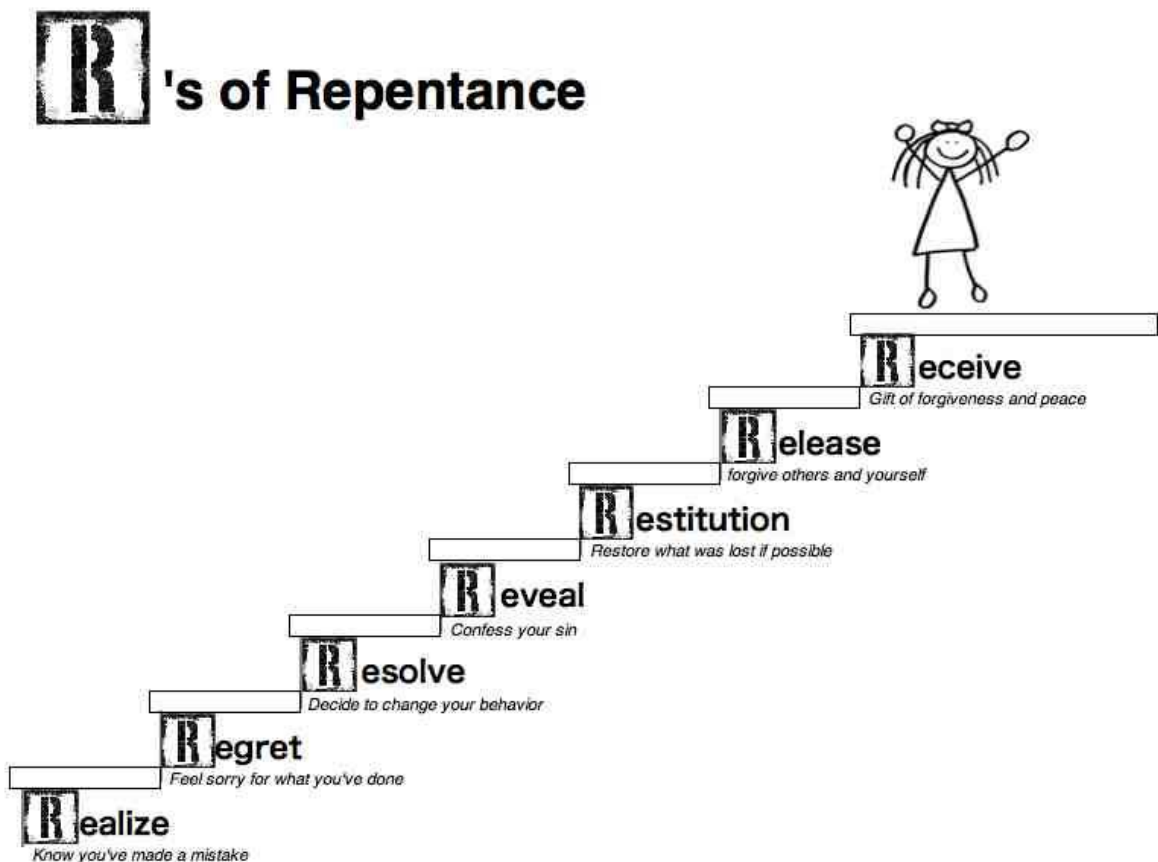 R's of Repentance
Receive
Gift of forgiveness and peace
Release
forgive others and yourself
Restitution
Restore what was lost if possible
Reveal
Confess your sin
Resolve
Decide to change your behavior
Regret
Feel sorry for what you've done
Realize
Know you've made a mistake